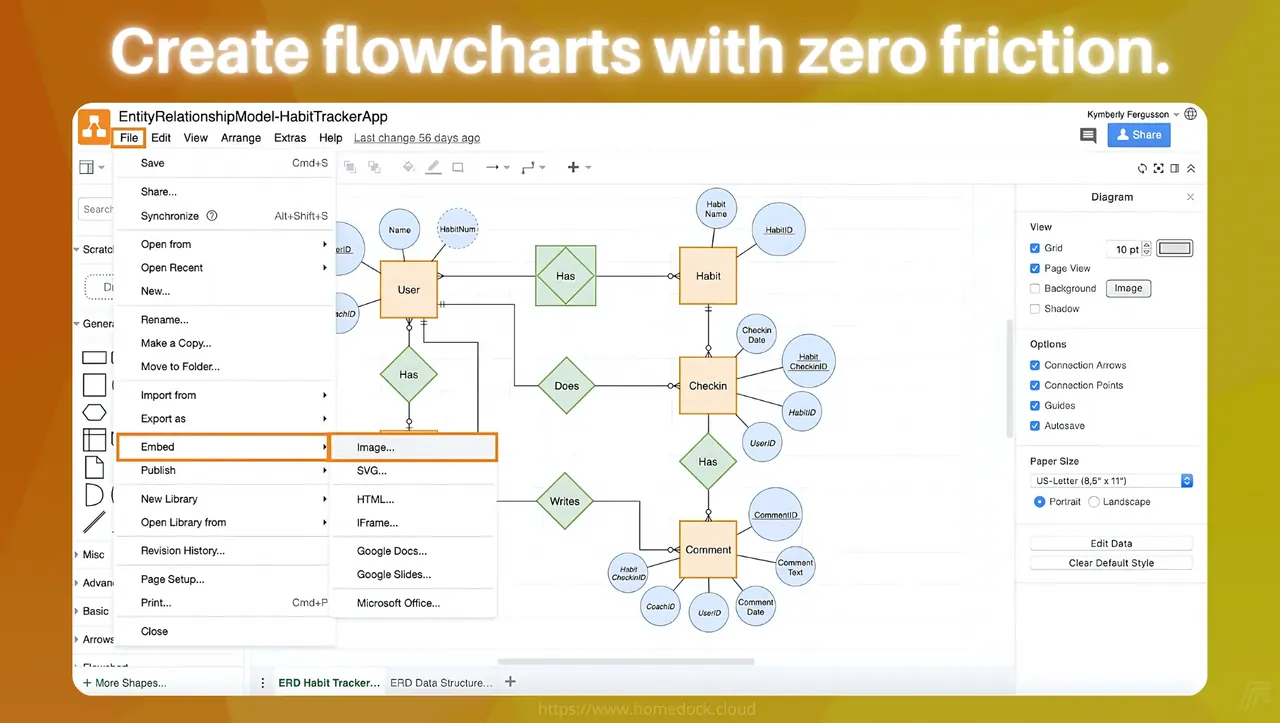 Create flowcharts with zero friction.
EntityRelationshipModel-HabitTrackerApp
Kymberly Fergusson
File Edit View Arrange Extras Help Last change 56 days ago
Share
Save Cmd+S
Share...
Synchronize Alt+Shift+S
Open from
Open Recent
New...
Rename...
Make a Copy...
Move to Folder...
Import from
Export as
Embed
Publish
New Library
Open Library from
Revision History...
Page Setup...
Print... Cmd+P
Close
Image...
SVG...
HTML...
IFrame...
Google Docs...
Google Slides...
Microsoft Office...
Search
Scratc
Genera
Misc
Advan
Basic
Arrows
+ More Shapes...
Name
HabitNum
User
Has
Has
Does
Writes
Habit
Name
HabitID
Habit
Checkin
Date
Habit
CheckinID
HabitID
UserID
Checkin
Has
CommentID
Comment
Comment
Text
Habit
CheckinID
CoachID
UserID
Comment
Date
Diagram
View
Grid 10 pt
Page View
Background Image
Shadow
Options
Connection Arrows
Connection Points
Guides
Autosave
Paper Size
US-Letter (8,5" x 11")
Portrait Landscape
Edit Data
Clear Default Style
ERD Habit Tracker... ERD Data Structure...
https://www.homedock.cloud